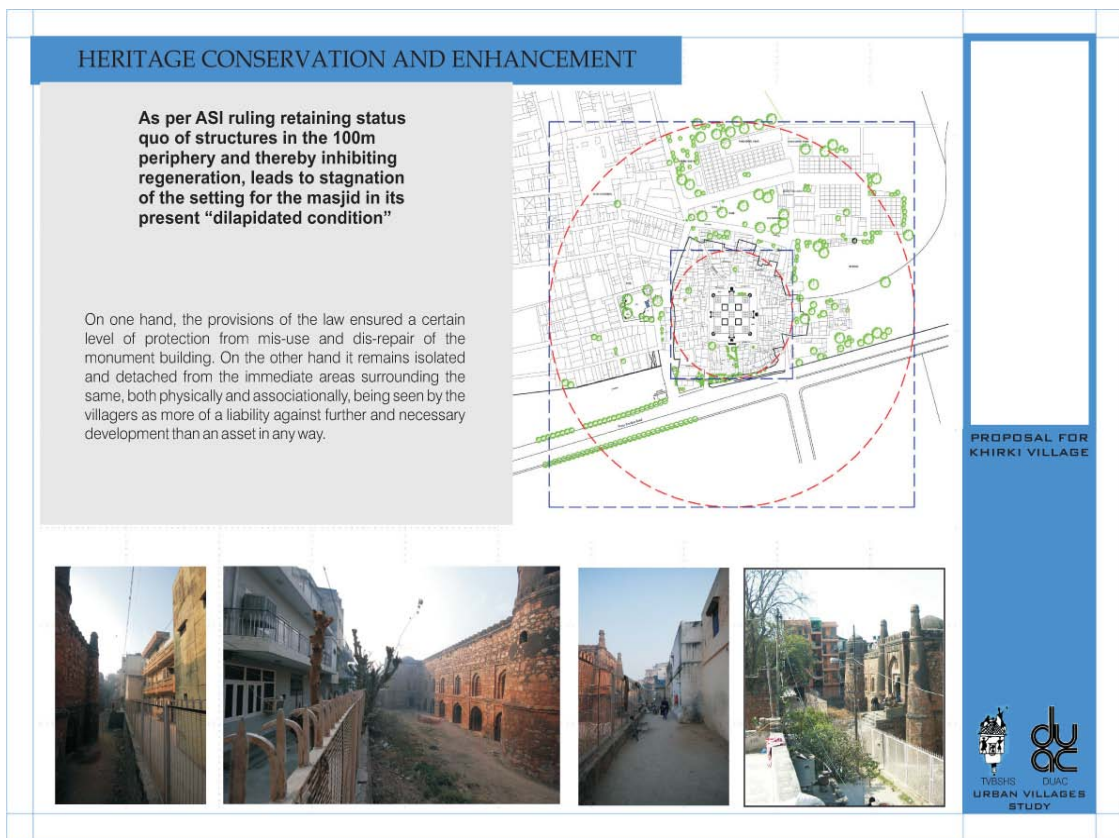 HERITAGE CONSERVATION AND ENHANCEMENT
As per ASI ruling retaining status
quo of structures in the 100m
periphery and thereby inhibiting
regeneration, leads to stagnation
of the setting for the masjid in its
present “dilapidated condition”
On one hand, the provisions of the law ensured a certain
level of protection from mis-use and dis-repair of the
monument building. On the other hand it remains isolated
and detached from the immediate areas surrounding the
same, both physically and associationally, being seen by the
villagers as more of a liability against further and necessary
development than an asset in any way.
PROPOSAL FOR
KHIRKI VILLAGE
duac
TVBSHS DUAC
URBAN VILLAGES
STUDY